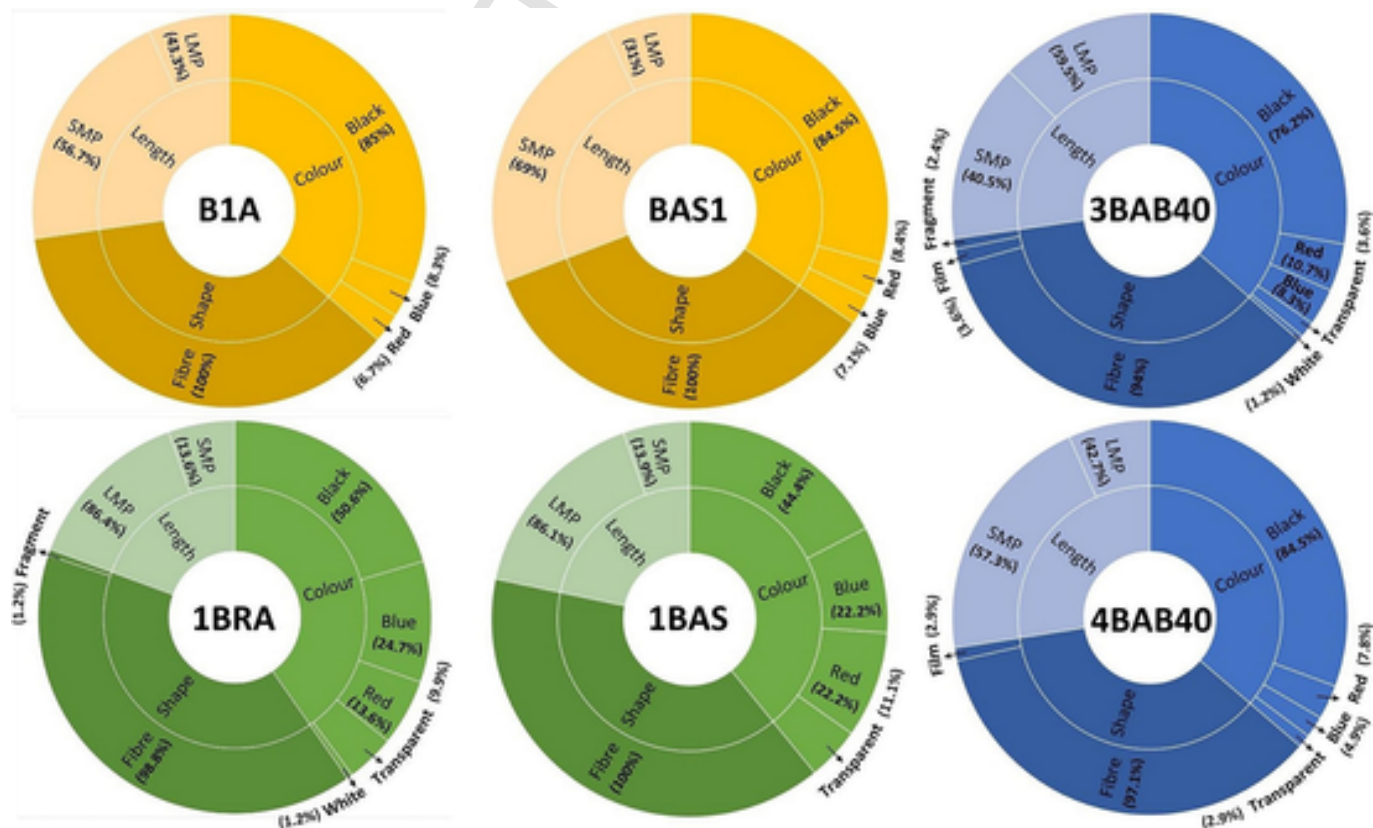 LMP
(43.3%)
SMP
(56.7%)
Length
Colour
Black
(85%)
B1A
Blue (8.3%)
(6.7%) Red
Shape
Fibre
(100%)
LMP
(31%)
SMP
(69%)
Length
Colour
Black
(84.5%)
BAS1
Red (8.4%)
(7.1%) Blue
Shape
Fibre
(100%)
LMP
(59.5%)
SMP
(40.5%)
Length
Colour
Black
(76.2%)
3BAB40
Fragment (2.4%)
(3.6%) Film
Red
(10.7%)
Blue
(8.3%)
Transparent (3.6%)
(1.2%) White
Shape
Fibre
(94%)
SMP
(13.6%)
LMP
(86.4%)
Length
Colour
Black
(50.6%)
1BRA
(1.2%) Fragment
Blue
(24.7%)
Red
(13.6%)
Transparent (9.9%)
(1.2%) White
Shape
Fibre
(98.8%)
SMP
(13.9%)
LMP
(86.1%)
Length
Colour
Black
(44.4%)
1BAS
Blue
(22.2%)
Red
(22.2%)
Transparent (11.1%)
Shape
Fibre
(100%)
LMP
(42.7%)
SMP
(57.3%)
Length
Colour
Black
(84.5%)
4BAB40
Film (2.9%)
Red (7.8%)
Blue
(4.9%)
(2.9%) Transparent
Shape
Fibre
(97.1%)